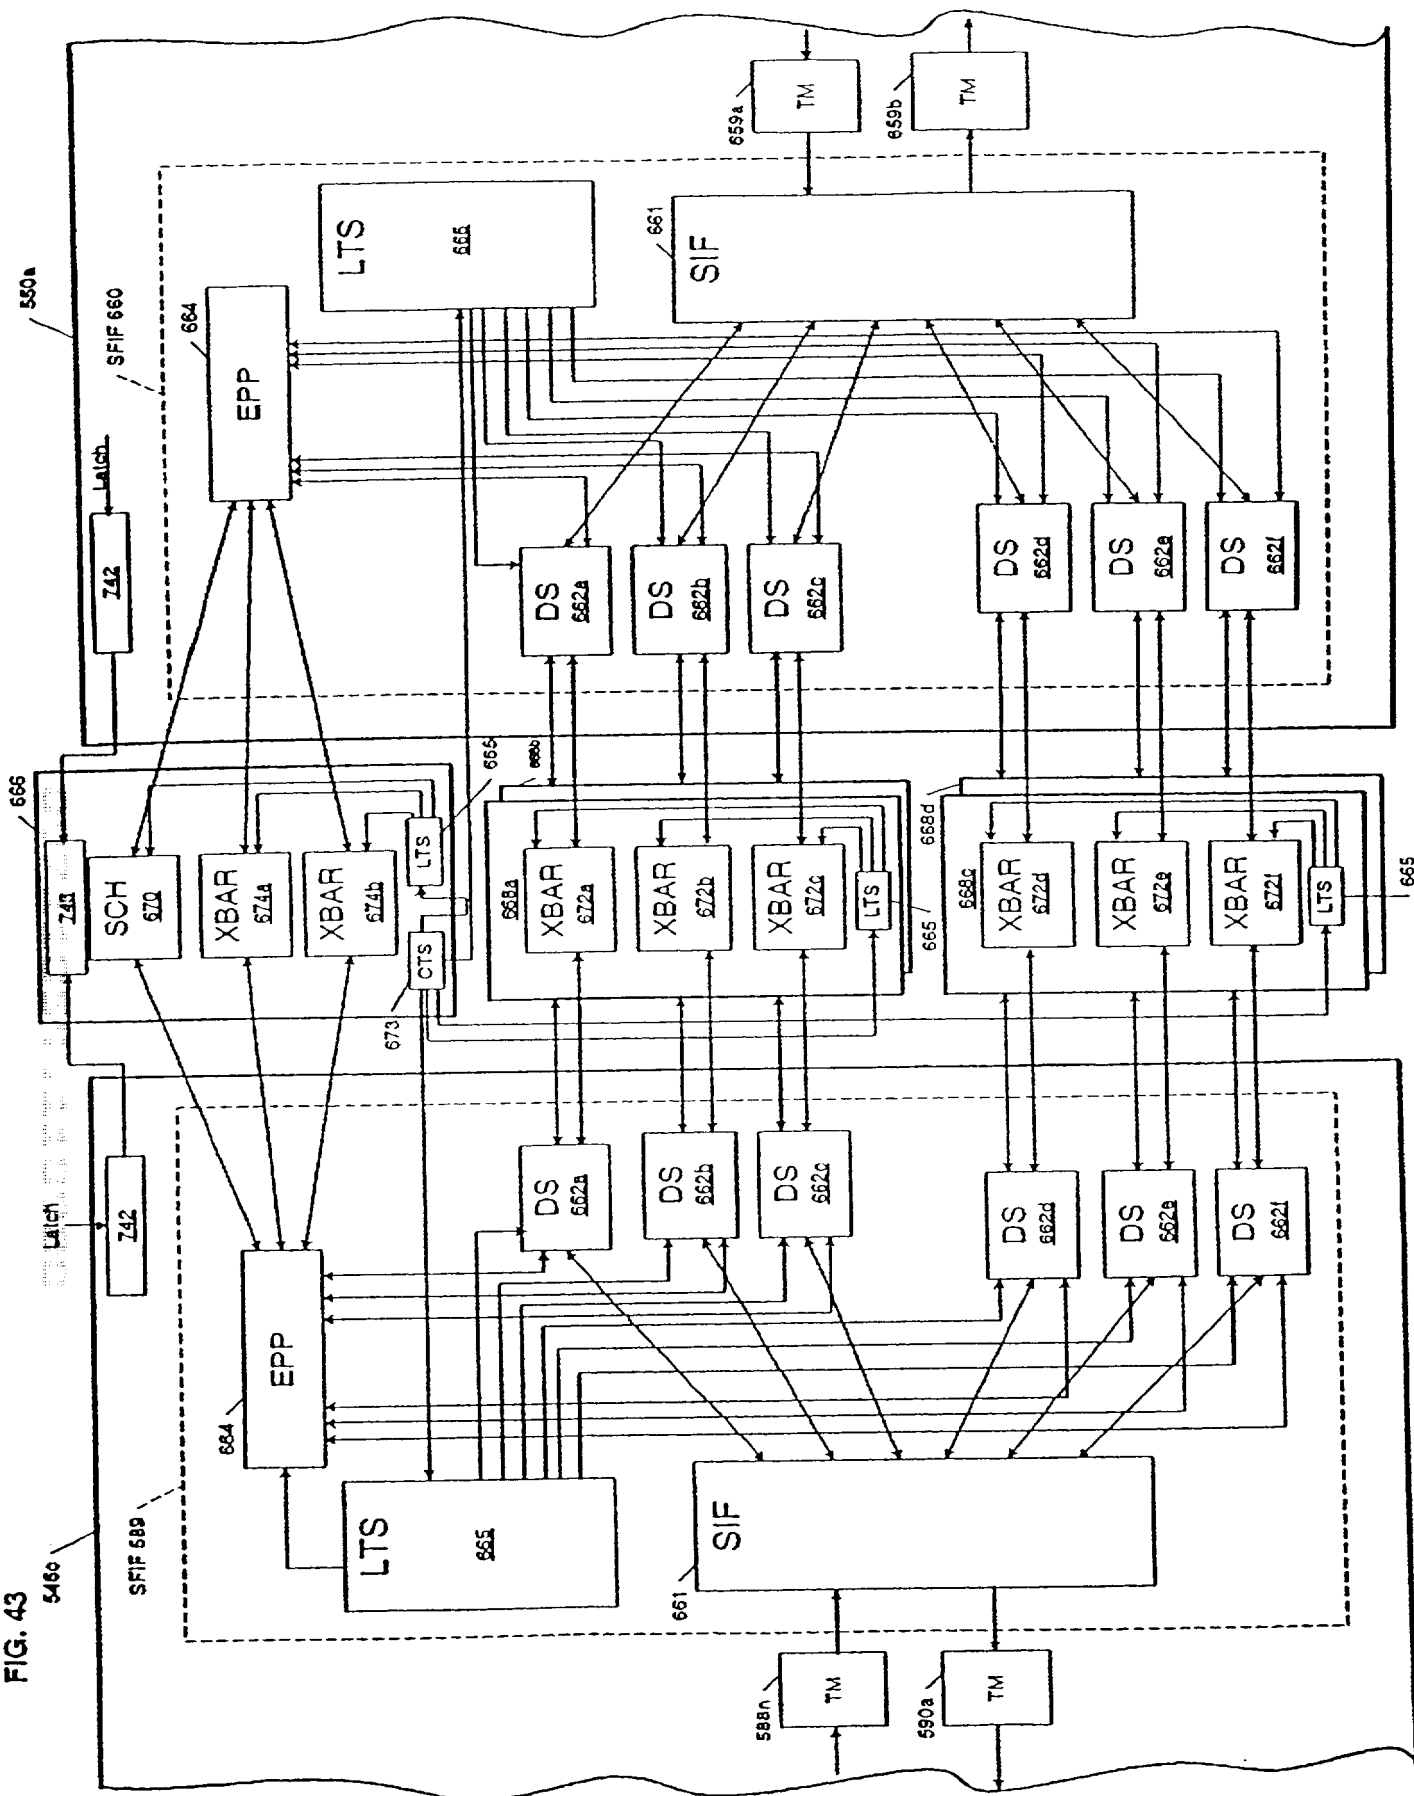 FIG. 43
546c
SFIF 589
Latch
742
EPP
684
LTS
665
SIF
661
588n
TM
590a
TM
DS
662a
DS
662b
DS
662c
DS
662d
DS
662e
DS
662f
666
743
SCH
670
XBAR
674a
XBAR
674b
LTS
665
CTS
673
668b
668a
XBAR
672a
XBAR
672b
XBAR
672c
LTS
665
668d
668c
XBAR
672d
XBAR
672e
XBAR
672f
LTS
665
550a
SFIF 660
Latch
742
664
EPP
LTS
665
661
SIF
DS
662a
DS
662b
DS
662c
DS
662d
DS
662e
DS
662f
659a
TM
659b
TM